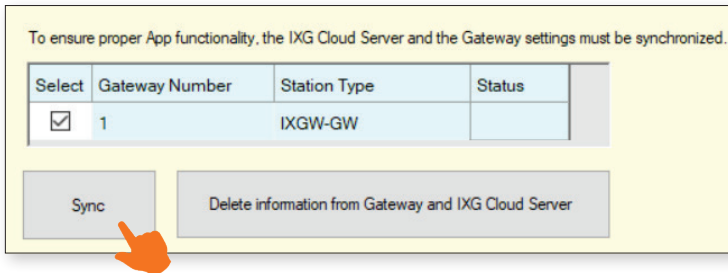 To ensure proper App functionality, the IXG Cloud Server and the Gateway settings must be synchronized.
Select Gateway Number Station Type Status
1 IXGW-GW
Sync Delete information from Gateway and IXG Cloud Server